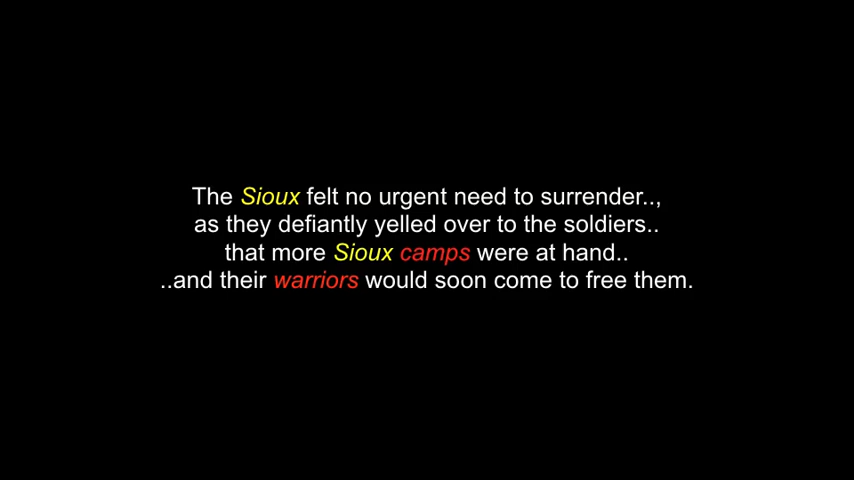 The Sioux felt no urgent need to surrender..,
as they defiantly yelled over to the soldiers..
that more Sioux camps were at hand..
..and their warriors would soon come to free them.